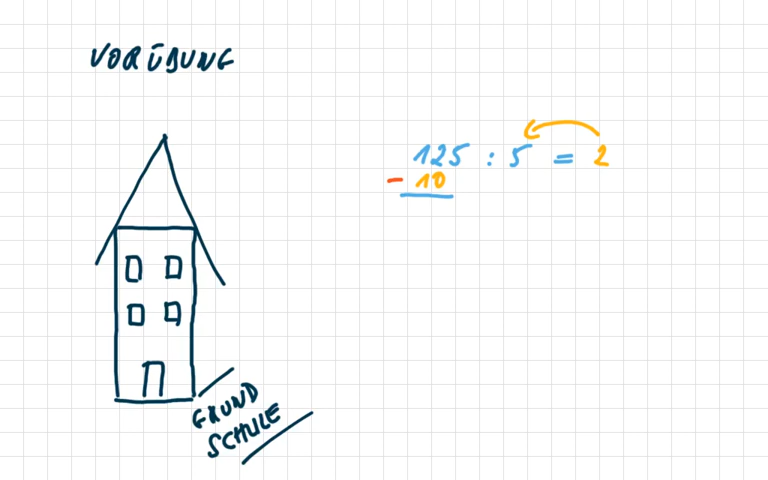 VORÜBUNG
125 : 5 = 2
- 10
GRUND
SCHULE